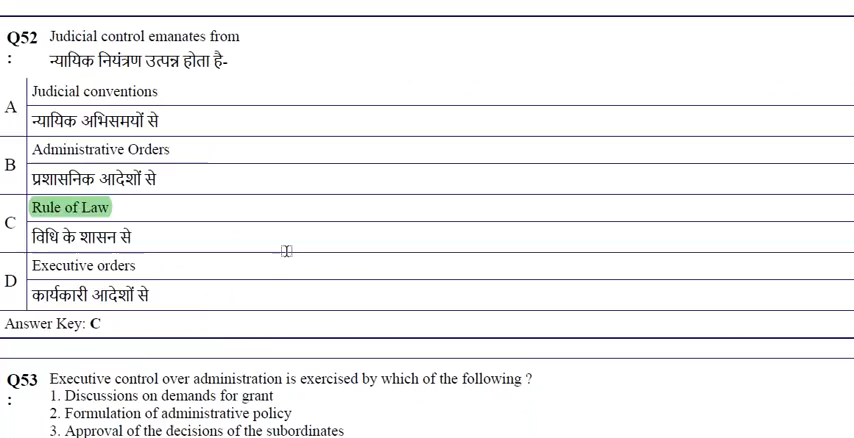 Q52 Judicial control emanates from
: न्यायिक नियंत्रण उत्पन्न होता है-
Judicial conventions
A
न्यायिक अभिसमयों से
Administrative Orders
B
प्रशासनिक आदेशों से
Rule of Law
C
विधि के शासन से
Executive orders
D
कार्यकारी आदेशों से
Answer Key: C
Q53 Executive control over administration is exercised by which of the following ?
: 1. Discussions on demands for grant
2. Formulation of administrative policy
3. Approval of the decisions of the subordinates